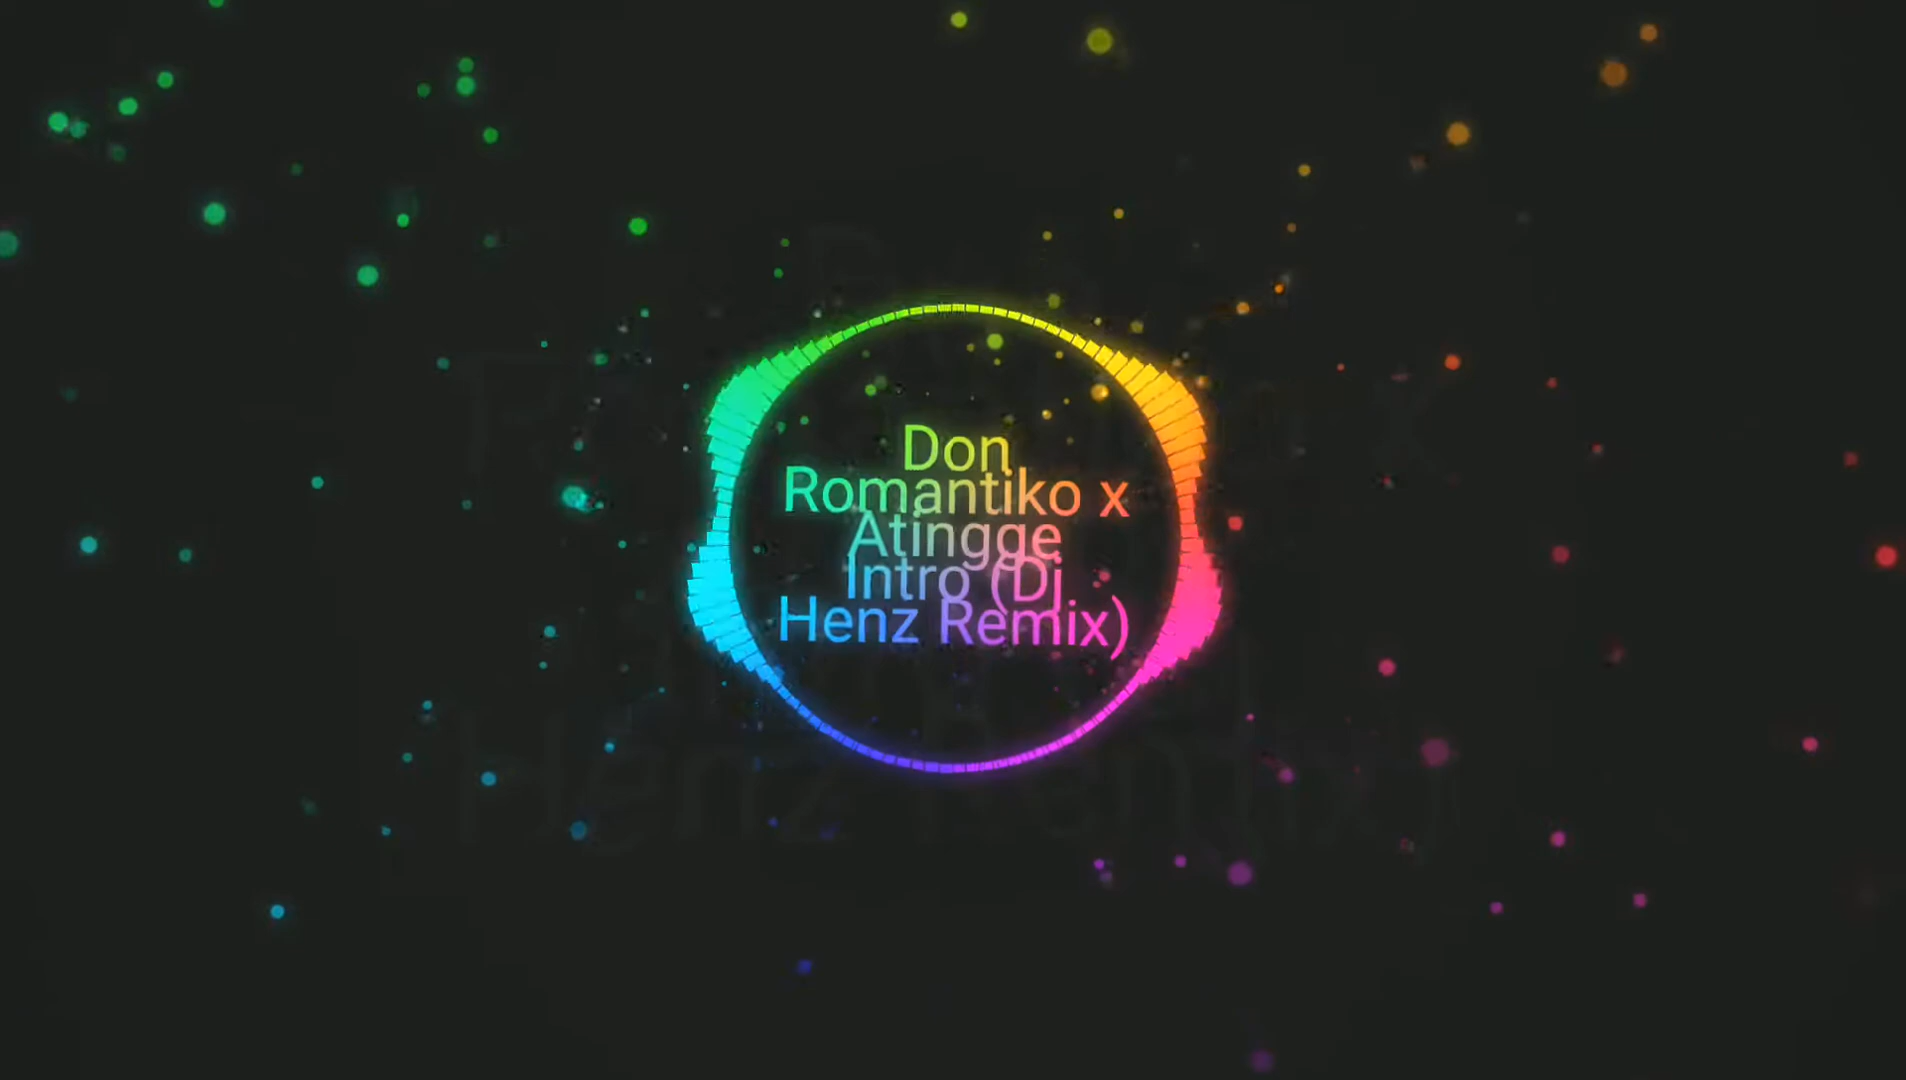 Don
Romantiko x
Atingge
Intro (Dj
Henz Remix)